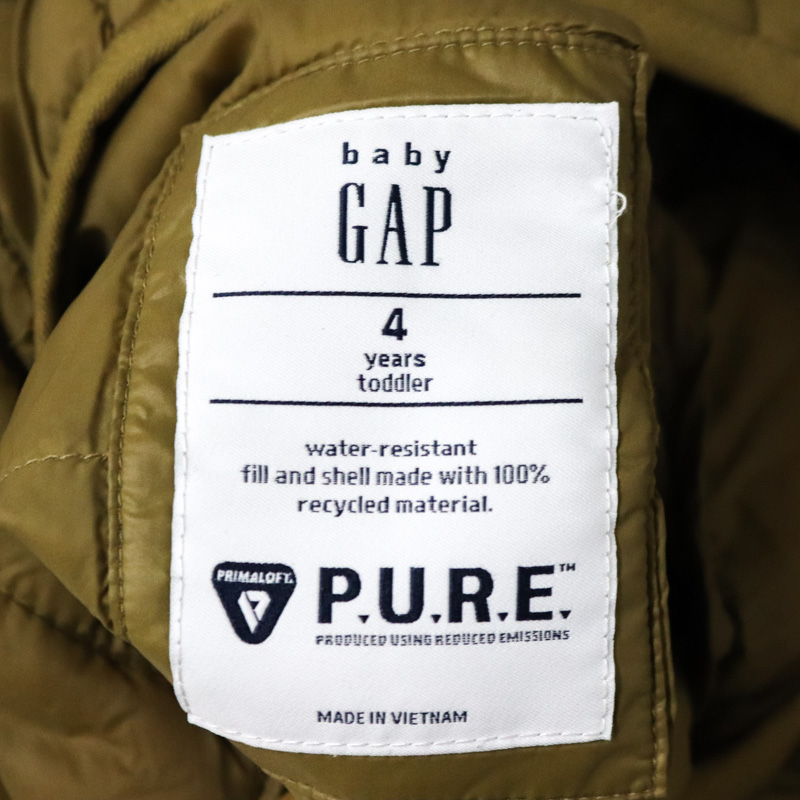 baby
GAP
4
years
toddler
water-resistant
fill and shell made with 100%
recycled material.
PRIMALOFT.
P.U.R.E.™
PRODUCED USING REDUCED EMISSIONS
MADE IN VIETNAM